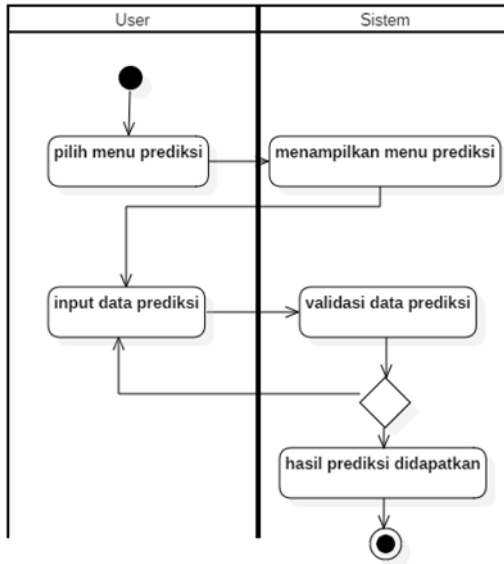 User
Sistem
pilih menu prediksi
menampilkan menu prediksi
input data prediksi
validasi data prediksi
hasil prediksi didapatkan